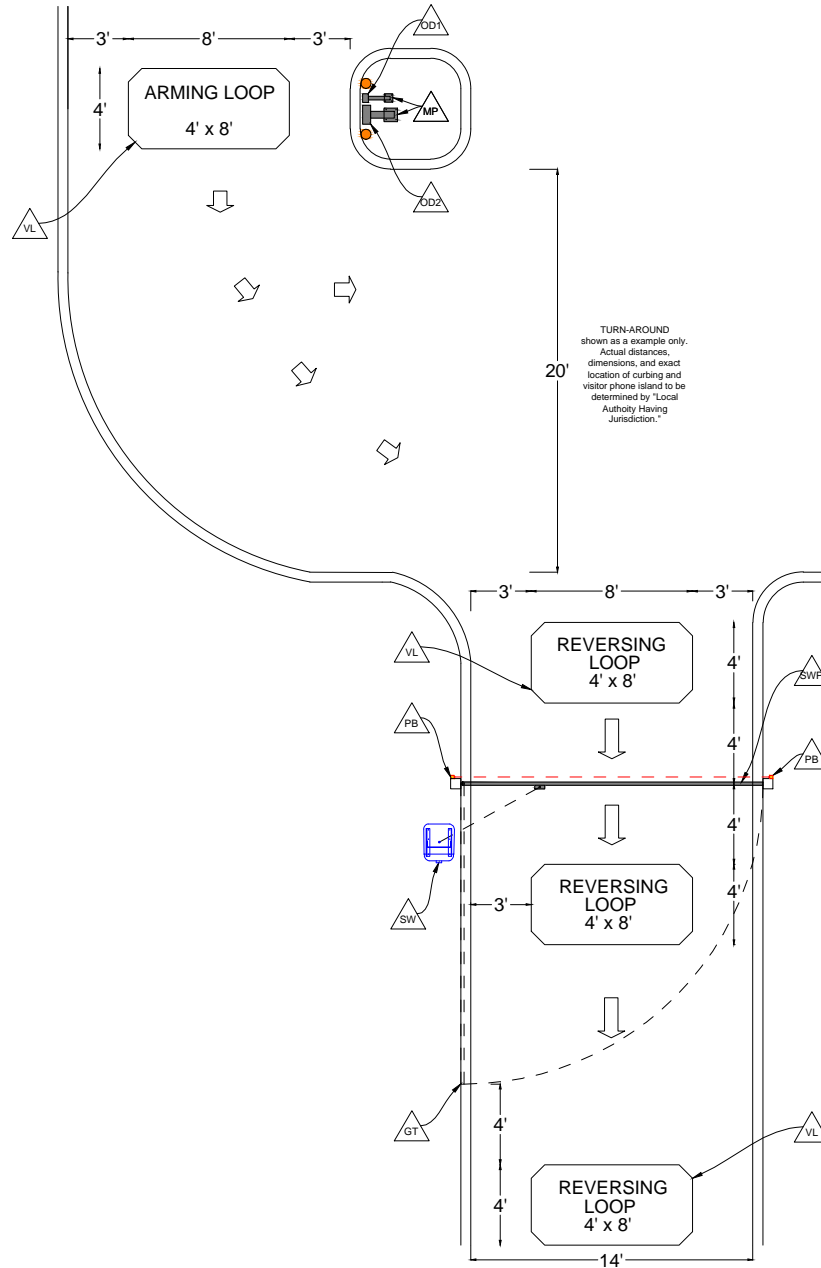 3'
8'
3'
OD1
ARMING LOOP
4' x 8'
4'
MP
OD2
VL
20'
TURN-AROUND
shown as a example only.
Actual distances,
dimensions, and exact
location of curbing and
visitor phone island to be
determined by "Local
Authoity Having
Jurisdiction."
3'
8'
3'
VL
REVERSING
LOOP
4' x 8'
4'
SWP
PB
4'
PB
4'
SW
3'
REVERSING
LOOP
4' x 8'
4'
GT
4'
VL
4'
REVERSING
LOOP
4' x 8'
14'